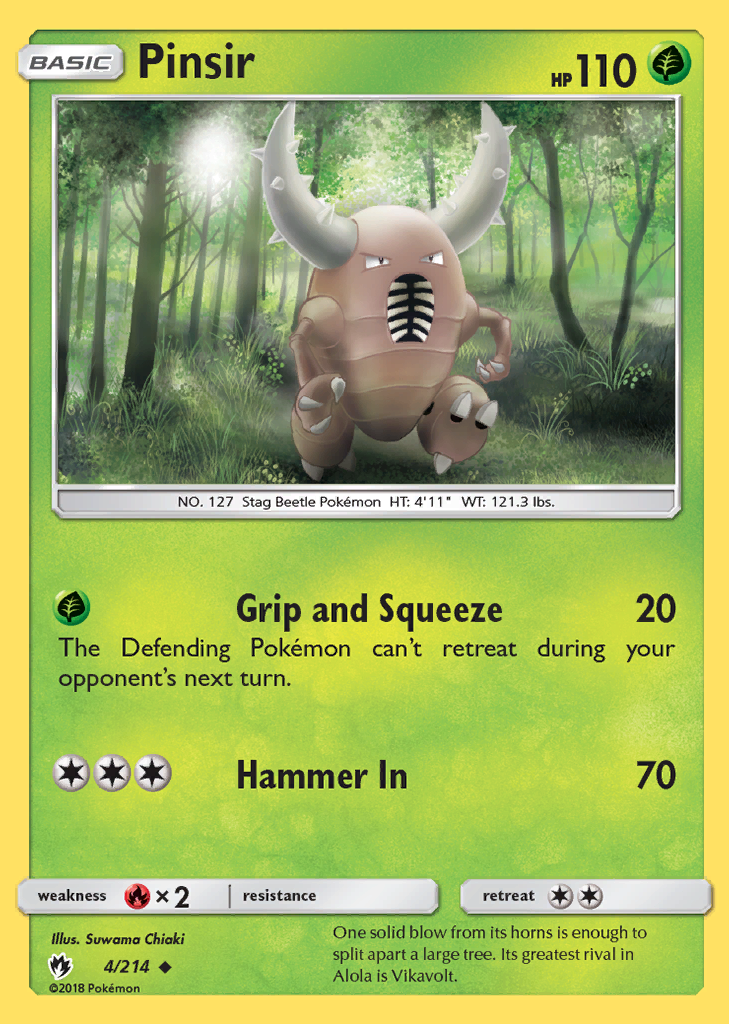 BASIC Pinsir HP 110
NO. 127 Stag Beetle Pokémon HT: 4'11" WT: 121.3 lbs.
Grip and Squeeze 20
The Defending Pokémon can't retreat during your
opponent's next turn.
Hammer In 70
weakness × 2 resistance retreat
Illus. Suwama Chiaki
4/214
©2018 Pokémon
One solid blow from its horns is enough to
split apart a large tree. Its greatest rival in
Alola is Vikavolt.